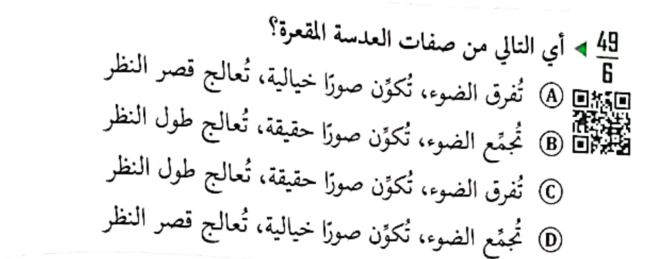 49
6
أي التالي من صفات العدسة المقعرة؟
A تُفرق الضوء، تُكوِّن صورًا خيالية، تُعالج قصر النظر
B تُجمِّع الضوء، تُكوِّن صورًا حقيقة، تُعالج طول النظر
C تُفرق الضوء، تُكوِّن صورًا حقيقة، تُعالج طول النظر
D تُجمِّع الضوء، تُكوِّن صورًا خيالية، تُعالج قصر النظر